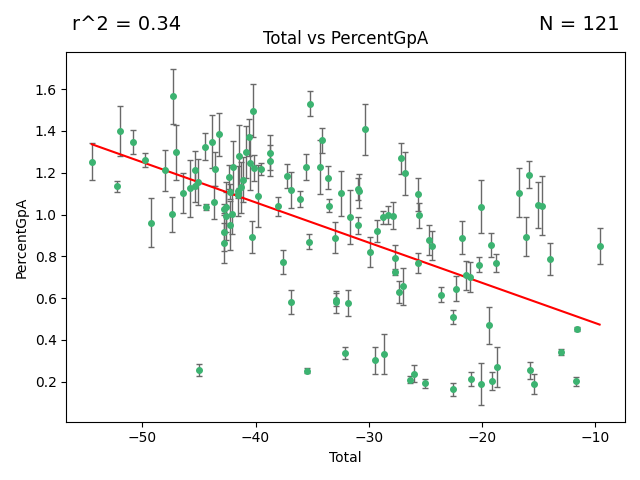 r^2 = 0.34
N = 121
Total vs PercentGpA
PercentGpA
1.6
1.4
1.2
1.0
0.8
0.6
0.4
0.2
−50
−40
−30
−20
−10
Total